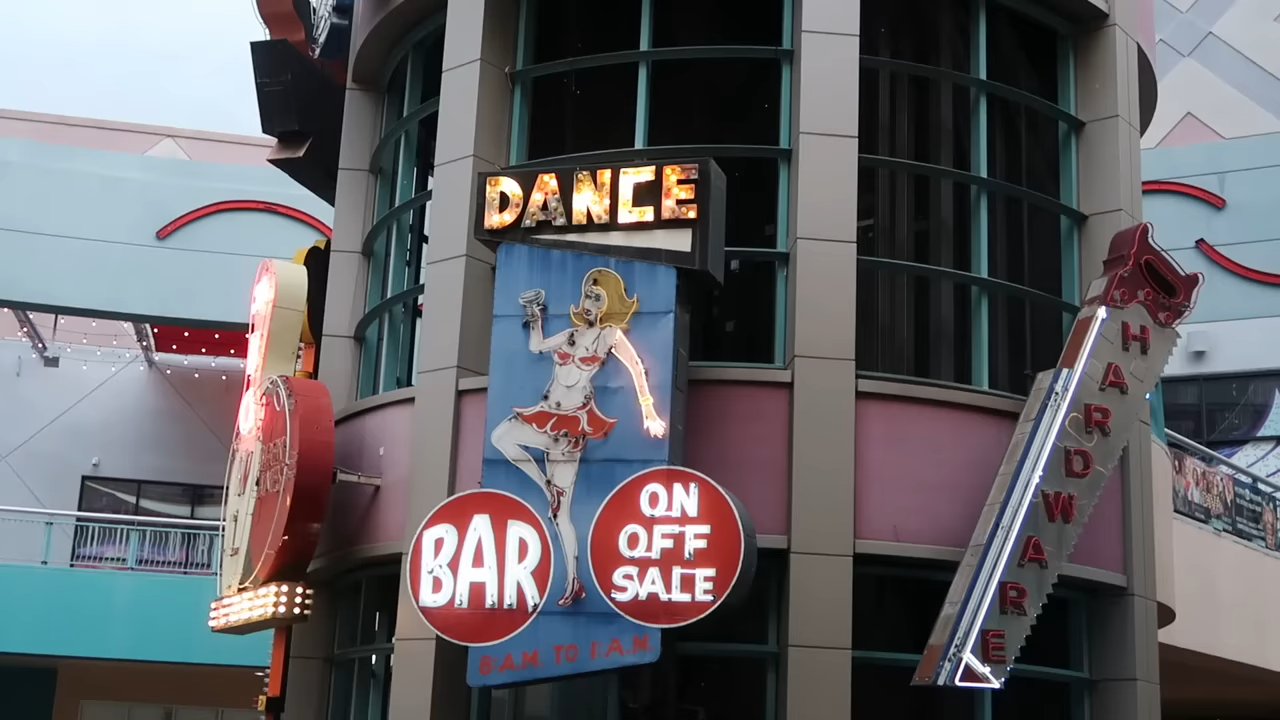 DANCE
BAR
ON
OFF
SALE
8 A.M. TO 1 A.M.
HARDWARE